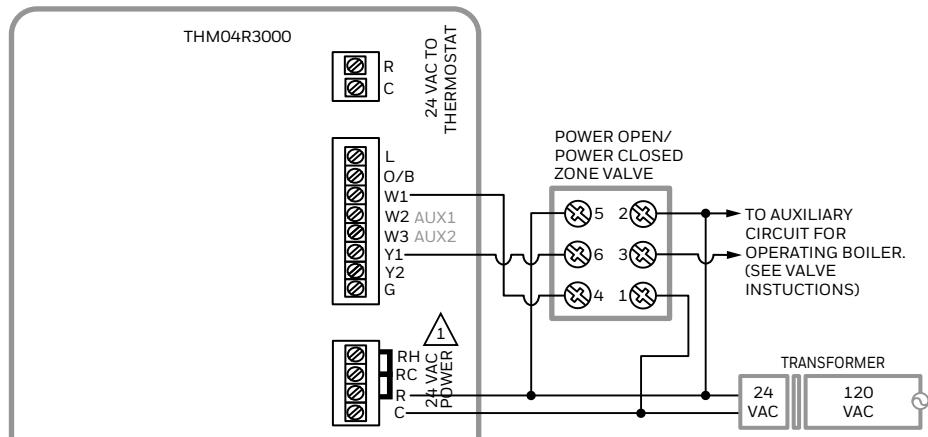 THM04R3000
R
C
24 VAC TO
THERMOSTAT
L
O/B
W1
W2 AUX1
W3 AUX2
Y1
Y2
G
POWER OPEN/
POWER CLOSED
ZONE VALVE
5 2
6 3
4 1
TO AUXILIARY
CIRCUIT FOR
OPERATING BOILER.
(SEE VALVE
INSTUCTIONS)
1
RH
RC
R
C
24 VAC
POWER
TRANSFORMER
24
VAC
120
VAC